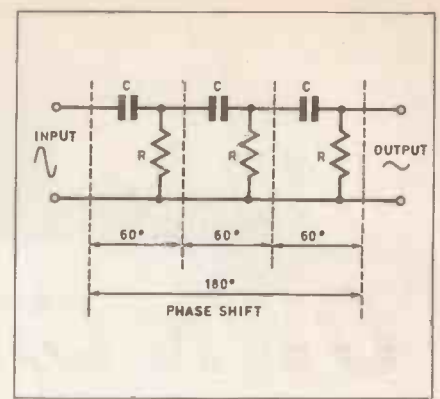 C C C
INPUT
R R R
OUTPUT
60° 60° 60°
180°
PHASE SHIFT